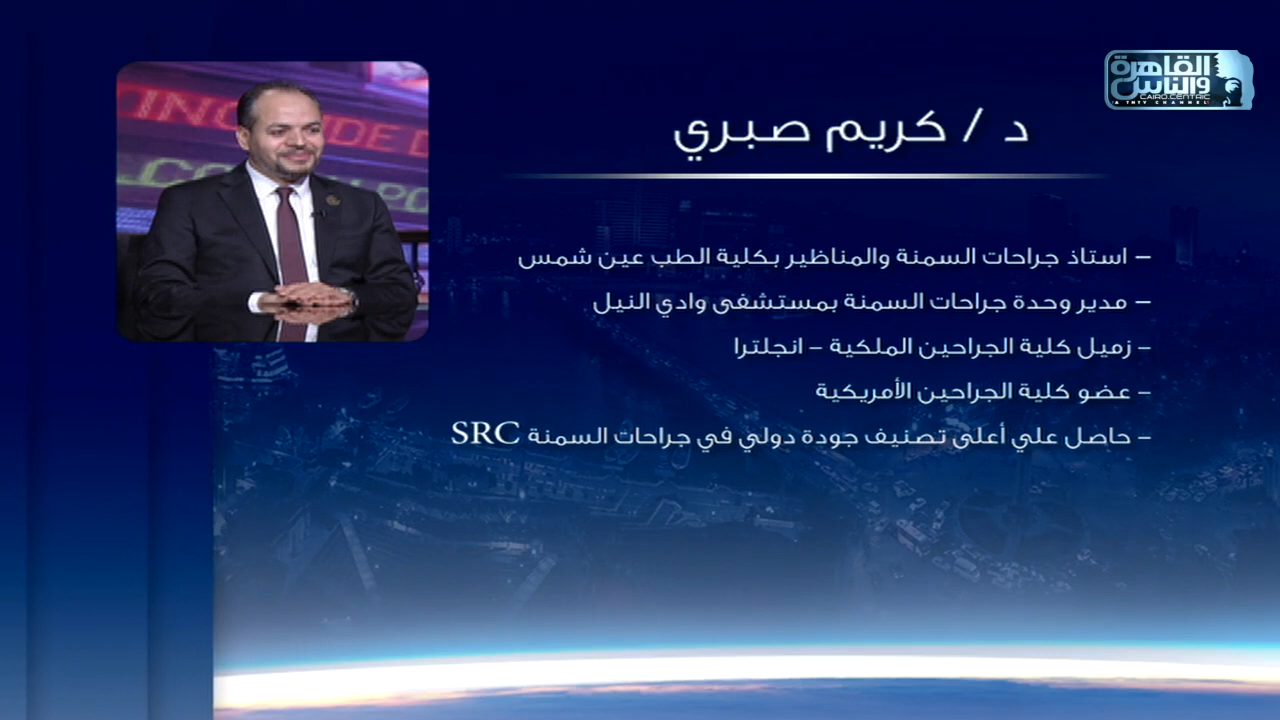 القاهرة
والناس
CAIRO.CENTRIC
A TNTV CHANNEL
د / كريم صبري
– استاذ جراحات السمنة والمناظير بكلية الطب عين شمس
– مدير وحدة جراحات السمنة بمستشفى وادي النيل
– زميل كلية الجراحين الملكية – انجلترا
– عضو كلية الجراحين الأمريكية
– حاصل علي أعلى تصنيف جودة دولي في جراحات السمنة SRC